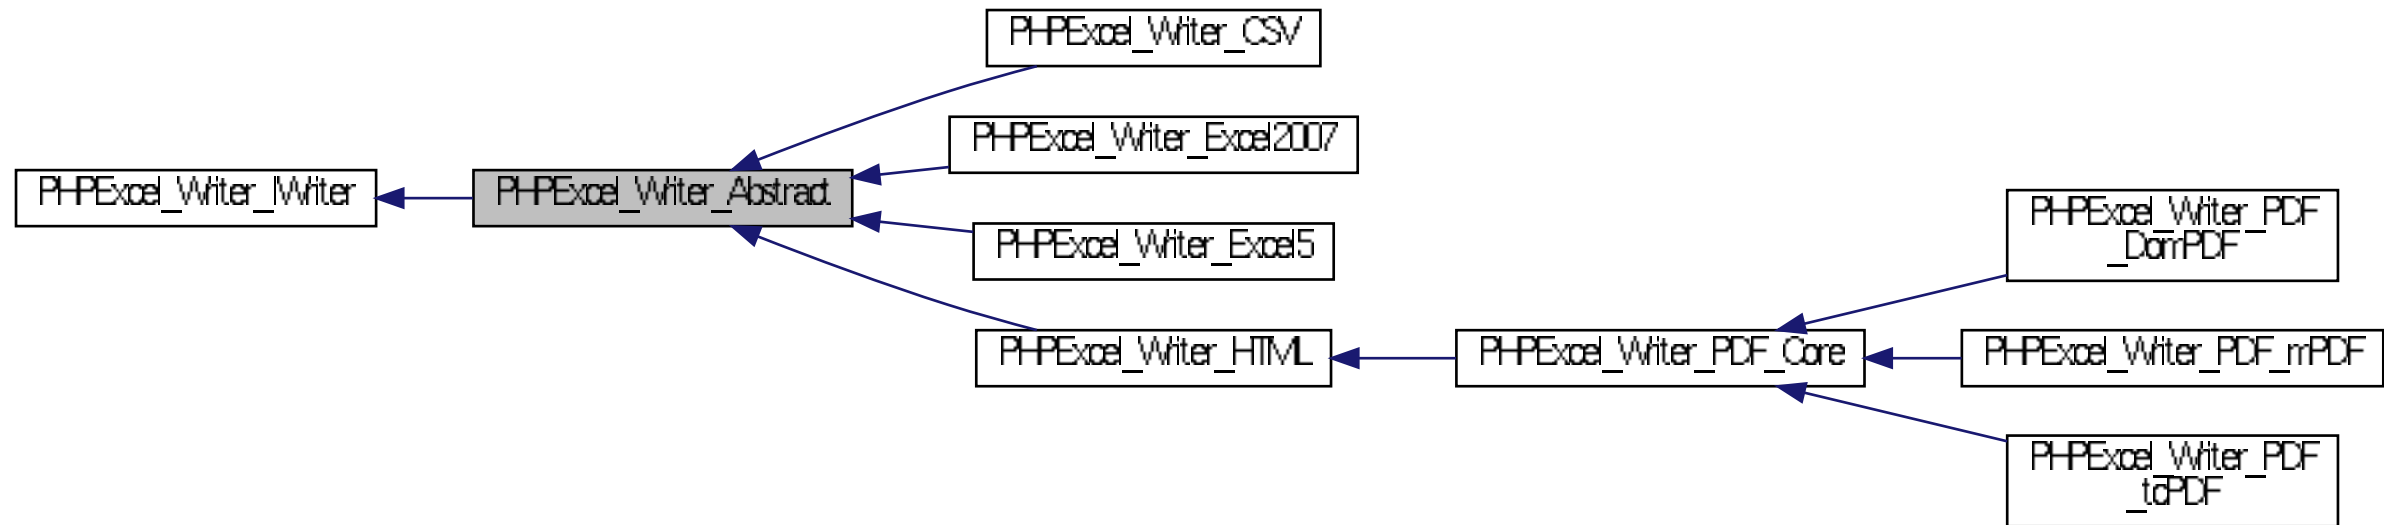 PHPExcel_Writer_CSV
PHPExcel_Writer_Excel2007
PHPExcel_Writer_IWriter
PHPExcel_Writer_Abstract
PHPExcel_Writer_PDF
_DomPDF
PHPExcel_Writer_Excel5
PHPExcel_Writer_HTML
PHPExcel_Writer_PDF_Core
PHPExcel_Writer_PDF_mPDF
PHPExcel_Writer_PDF
_tcPDF